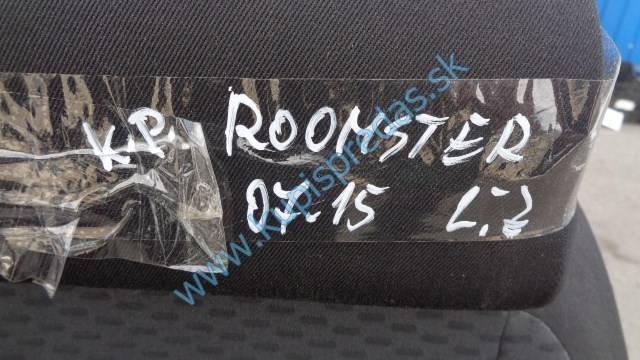 K.P. ROOMSTER
07-15 L.Z
www.kupispredas.sk